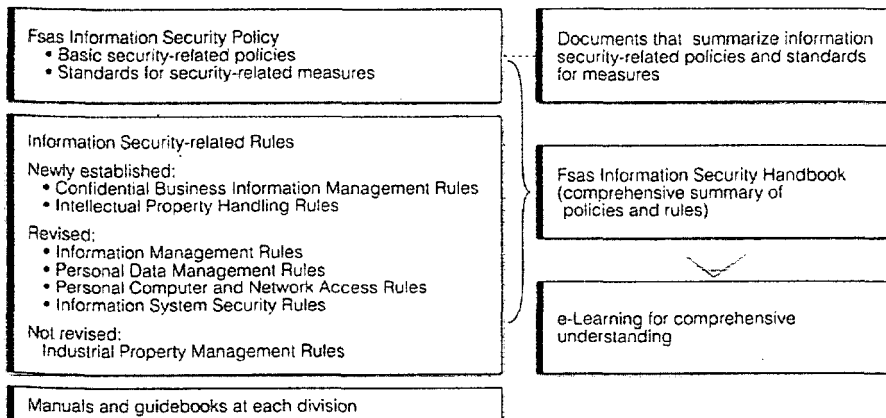 Fsas Information Security Policy
• Basic security-related policies
• Standards for security-related measures
Information Security-related Rules
Newly established:
• Confidential Business Information Management Rules
• Intellectual Property Handling Rules
Revised:
• Information Management Rules
• Personal Data Management Rules
• Personal Computer and Network Access Rules
• Information System Security Rules
Not revised:
Industrial Property Management Rules
Manuals and guidebooks at each division
Documents that summarize information
security-related policies and standards
for measures
Fsas Information Security Handbook
(comprehensive summary of
policies and rules)
e-Learning for comprehensive
understanding